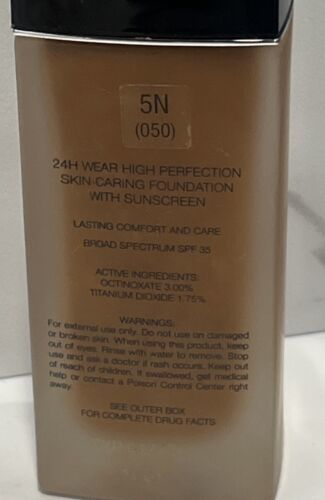 5N
(050)
24H WEAR HIGH PERFECTION
SKIN-CARING FOUNDATION
WITH SUNSCREEN
LASTING COMFORT AND CARE
BROAD SPECTRUM SPF 35
ACTIVE INGREDIENTS:
OCTINOXATE 3.00%
TITANIUM DIOXIDE 1.75%
WARNINGS:
For external use only. Do not use on damaged
or broken skin. When using this product, keep
out of eyes. Rinse with water to remove. Stop
use and ask a doctor if rash occurs. Keep out
of reach of children. If swallowed, get medical
help or contact a Poison Control Center right
away.
SEE OUTER BOX
FOR COMPLETE DRUG FACTS